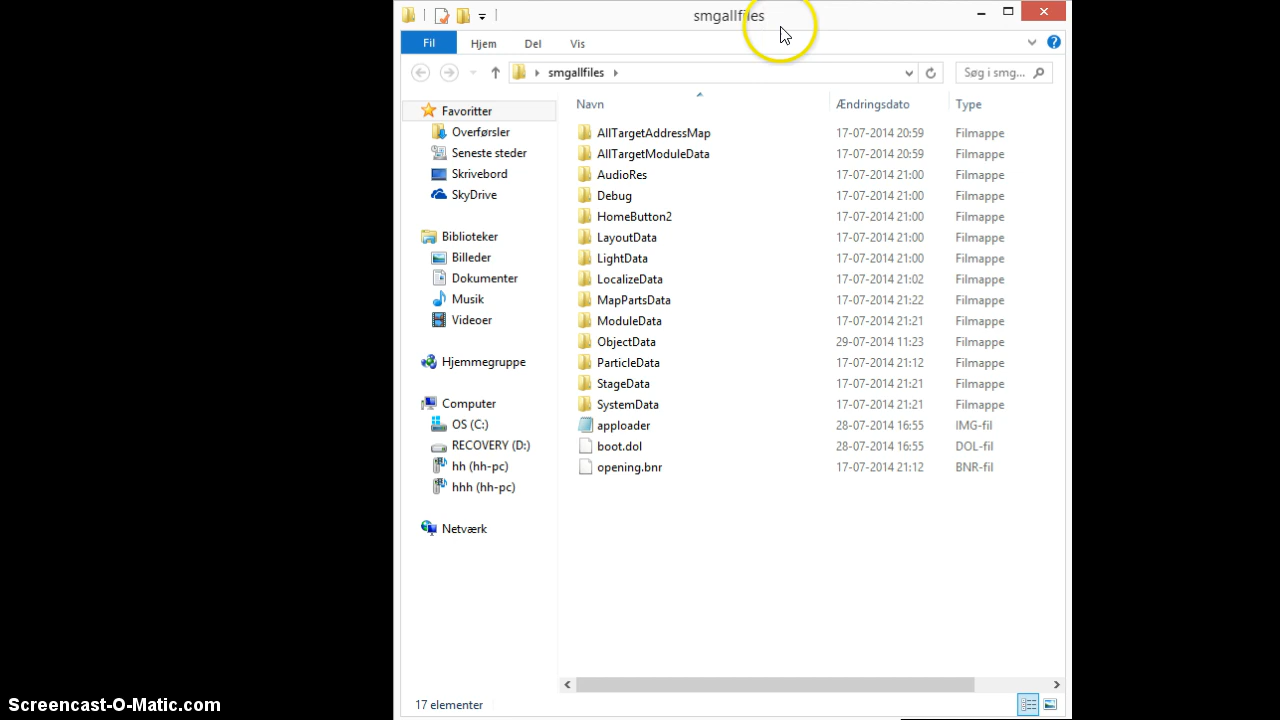 smgallfiles
Fil Hjem Del Vis
smgallfiles Søg i smg...
Navn Ændringsdato Type
Favoritter
Overførsler
Seneste steder
Skrivebord
SkyDrive
Biblioteker
Billeder
Dokumenter
Musik
Videoer
Hjemmegruppe
Computer
OS (C:)
RECOVERY (D:)
hh (hh-pc)
hhh (hh-pc)
Netværk
AllTargetAddressMap 17-07-2014 20:59 Filmappe
AllTargetModuleData 17-07-2014 20:59 Filmappe
AudioRes 17-07-2014 21:00 Filmappe
Debug 17-07-2014 21:00 Filmappe
HomeButton2 17-07-2014 21:00 Filmappe
LayoutData 17-07-2014 21:00 Filmappe
LightData 17-07-2014 21:00 Filmappe
LocalizeData 17-07-2014 21:02 Filmappe
MapPartsData 17-07-2014 21:22 Filmappe
ModuleData 17-07-2014 21:21 Filmappe
ObjectData 29-07-2014 11:23 Filmappe
ParticleData 17-07-2014 21:12 Filmappe
StageData 17-07-2014 21:21 Filmappe
SystemData 17-07-2014 21:21 Filmappe
apploader 28-07-2014 16:55 IMG-fil
boot.dol 28-07-2014 16:55 DOL-fil
opening.bnr 17-07-2014 21:12 BNR-fil
17 elementer
Screencast-O-Matic.com